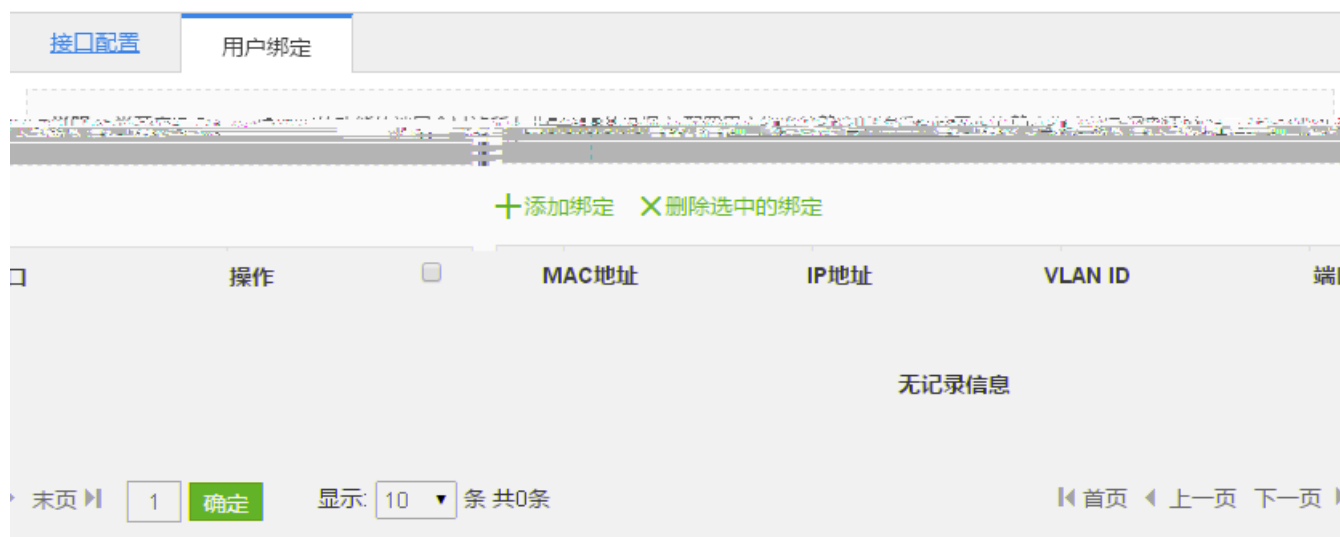 接口配置 用户绑定
添加绑定 删除选中的绑定
口 操作 MAC地址 IP地址 VLAN ID 端
无记录信息
末页 1 确定 显示: 10 条 共0条 首页 上一页 下一页